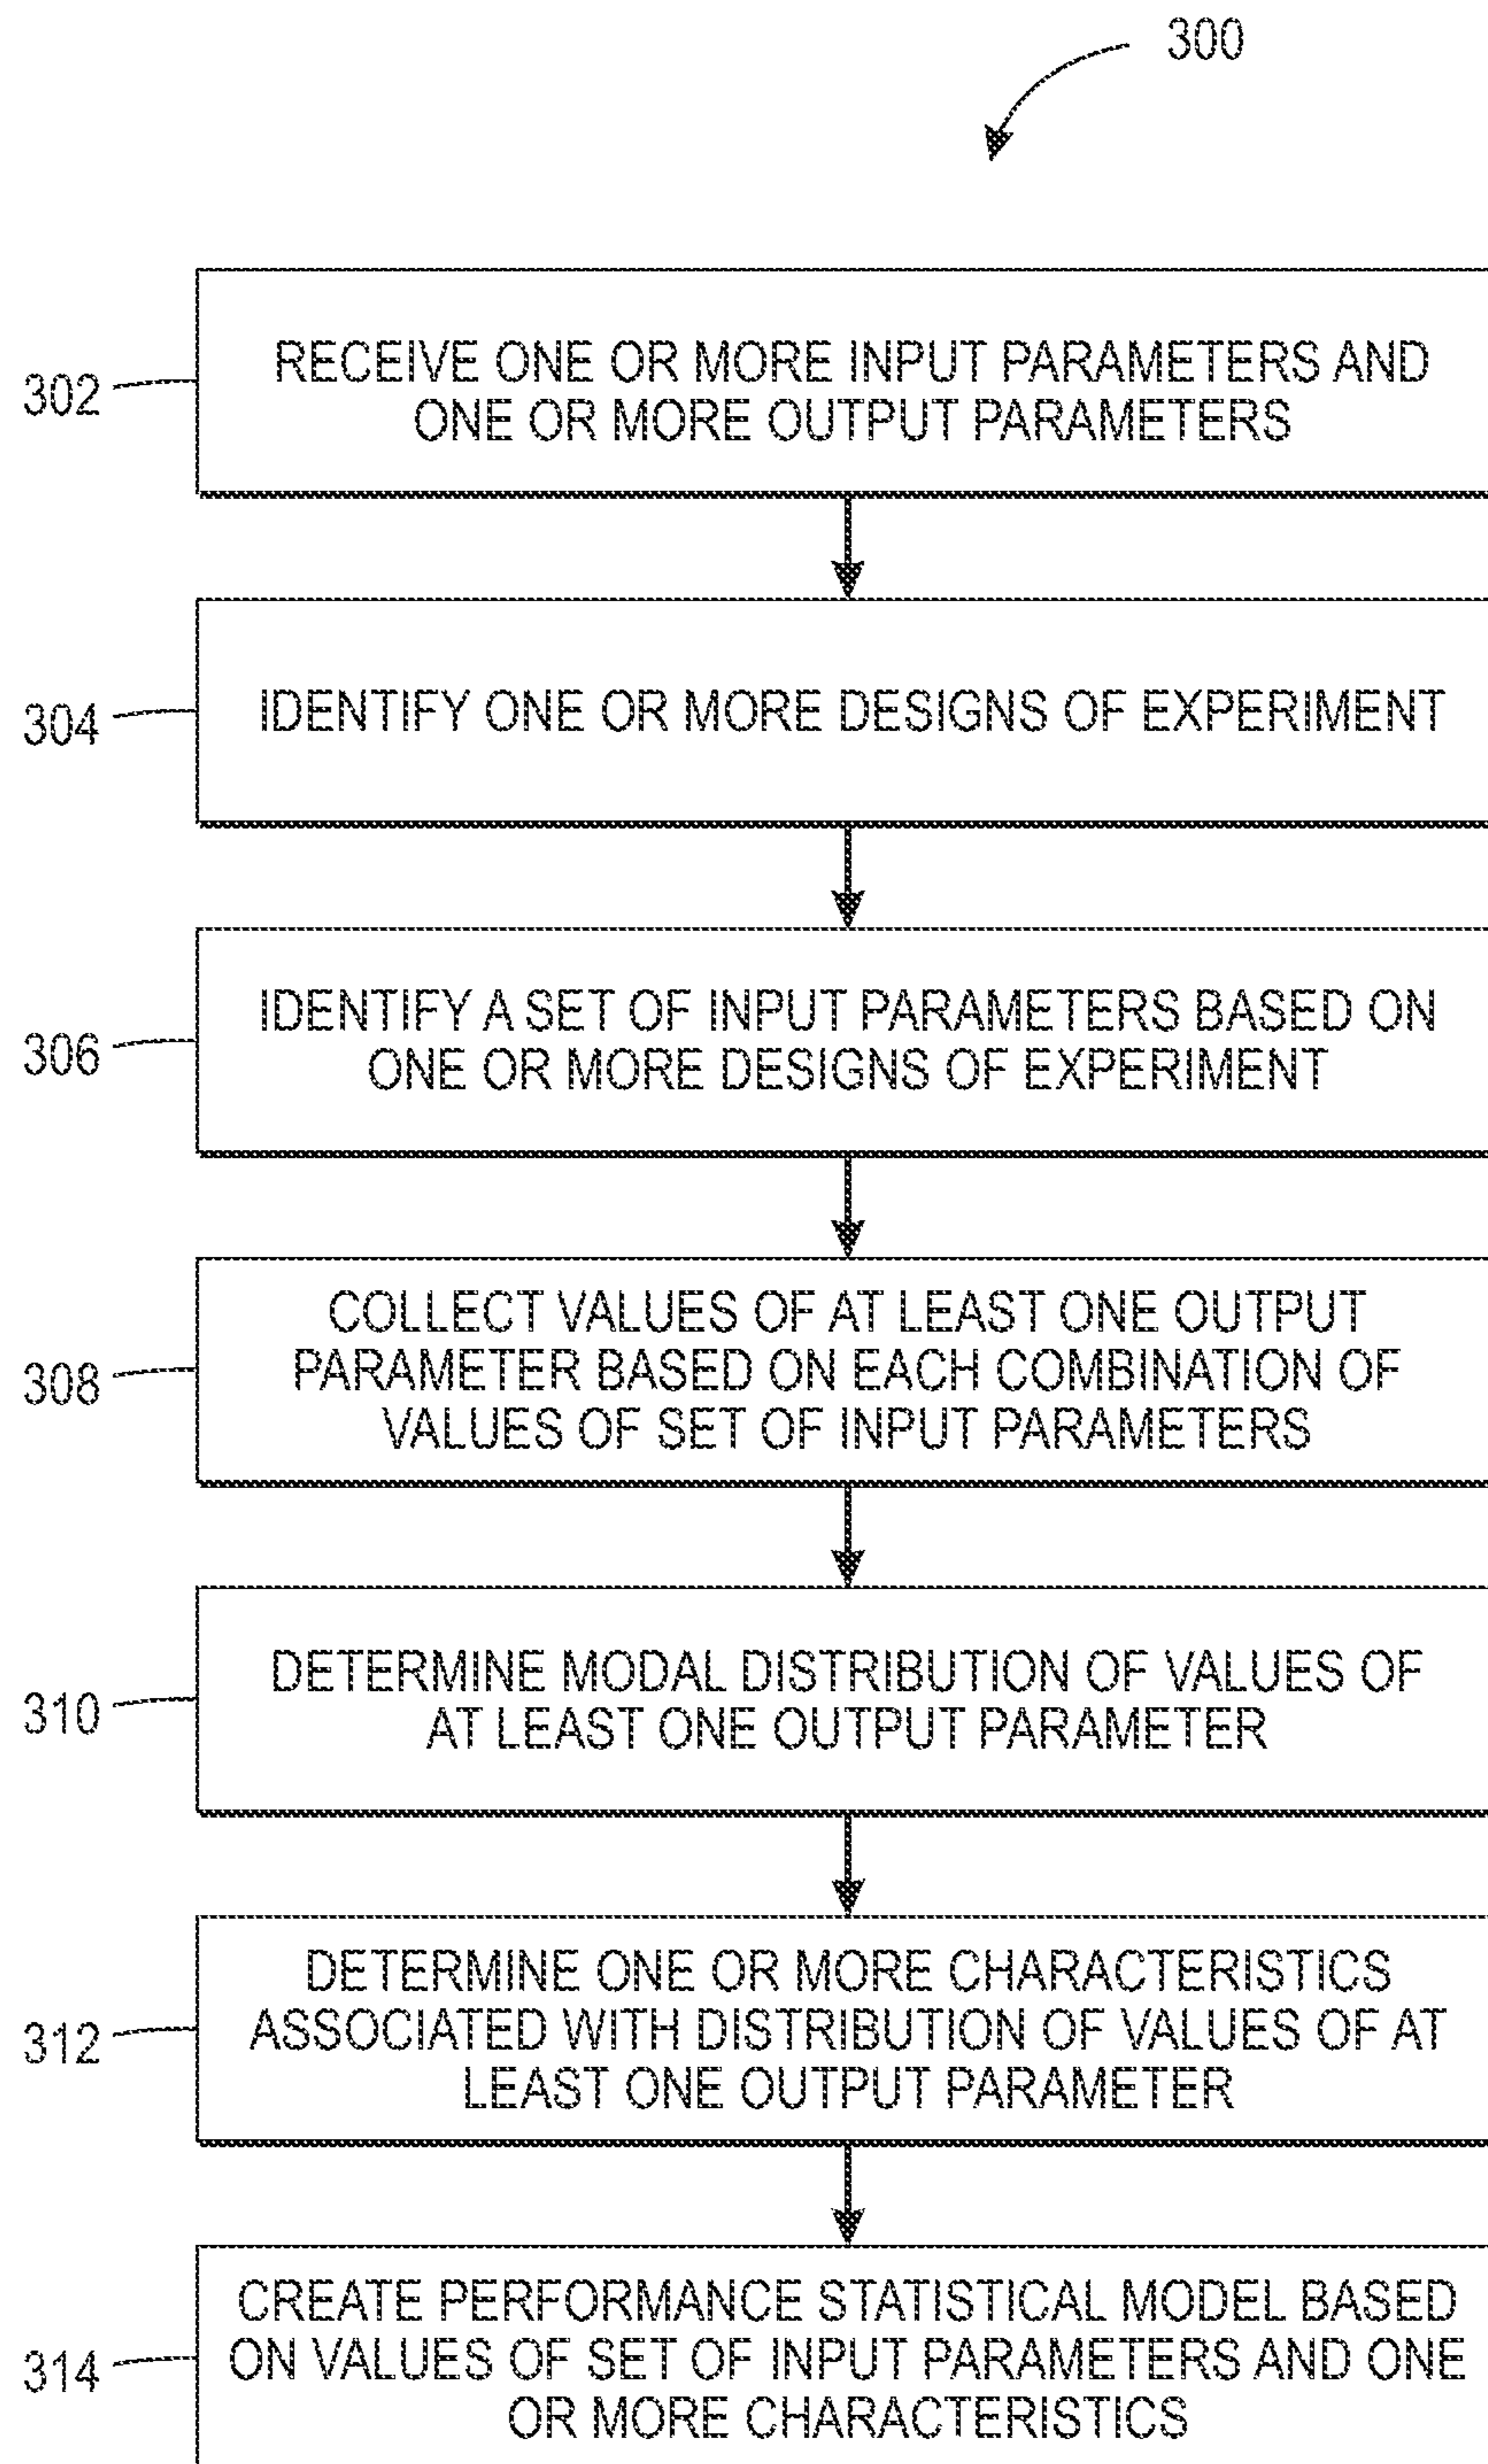 300
302
RECEIVE ONE OR MORE INPUT PARAMETERS AND
ONE OR MORE OUTPUT PARAMETERS
304
IDENTIFY ONE OR MORE DESIGNS OF EXPERIMENT
306
IDENTIFY A SET OF INPUT PARAMETERS BASED ON
ONE OR MORE DESIGNS OF EXPERIMENT
308
COLLECT VALUES OF AT LEAST ONE OUTPUT
PARAMETER BASED ON EACH COMBINATION OF
VALUES OF SET OF INPUT PARAMETERS
310
DETERMINE MODAL DISTRIBUTION OF VALUES OF
AT LEAST ONE OUTPUT PARAMETER
312
DETERMINE ONE OR MORE CHARACTERISTICS
ASSOCIATED WITH DISTRIBUTION OF VALUES OF AT
LEAST ONE OUTPUT PARAMETER
314
CREATE PERFORMANCE STATISTICAL MODEL BASED
ON VALUES OF SET OF INPUT PARAMETERS AND ONE
OR MORE CHARACTERISTICS